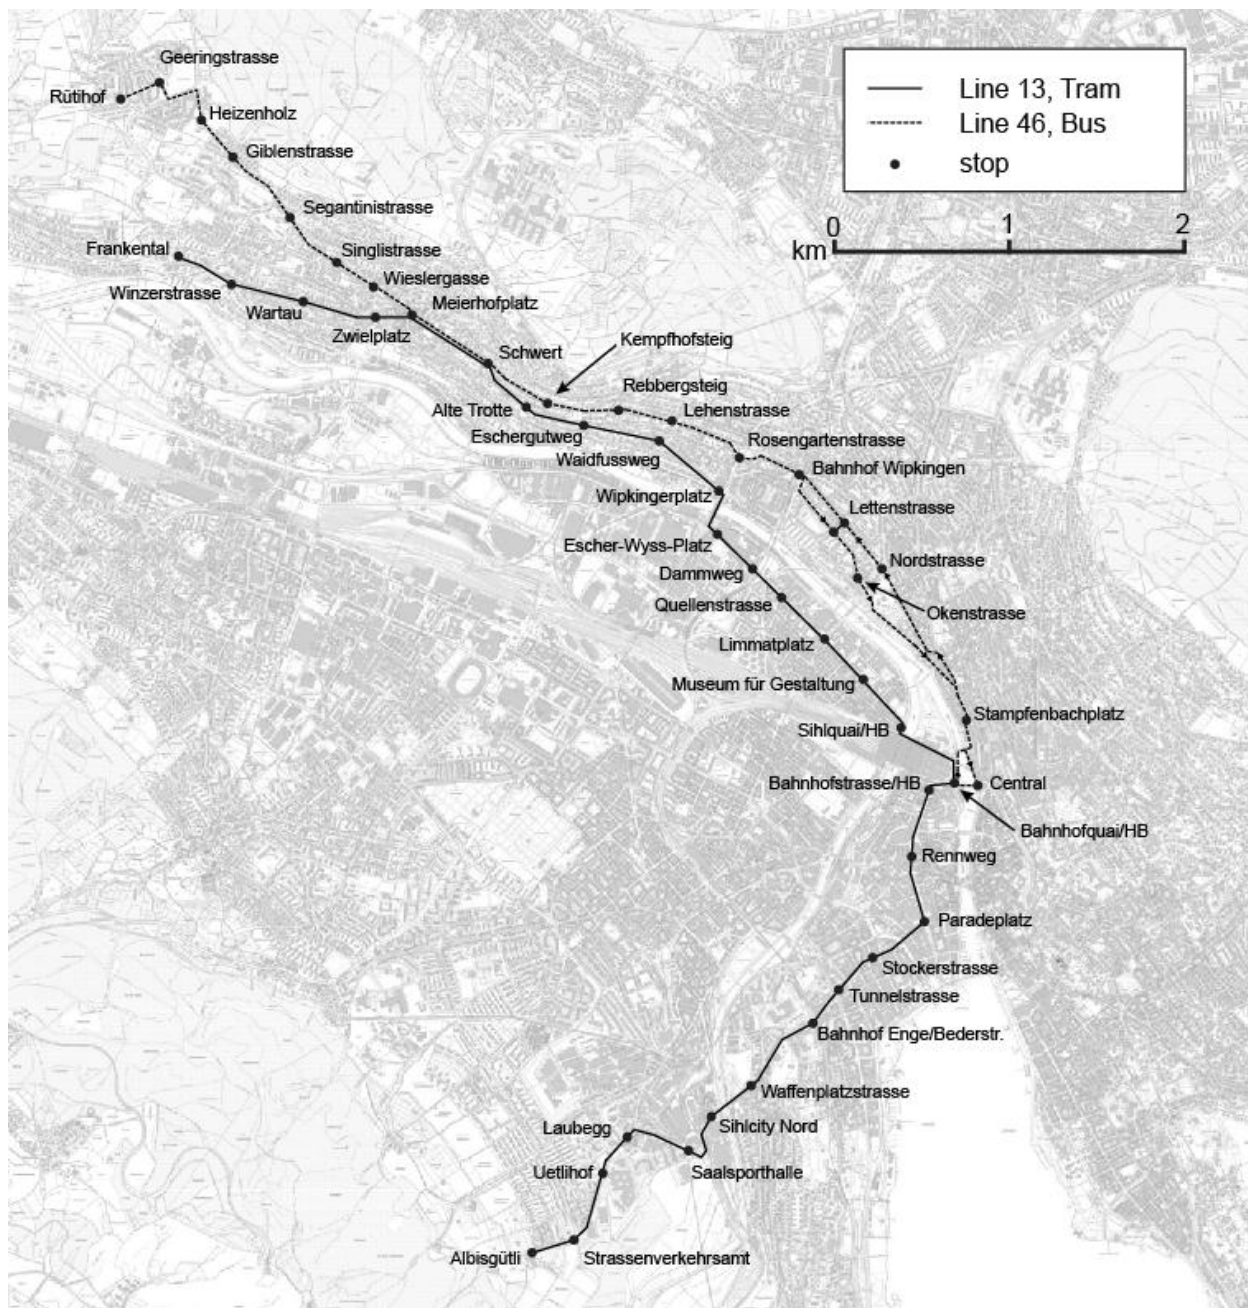 Geeringstrasse
Rütihof
Heizenholz
Giblenstrasse
Segantinistrasse
Frankental
Singlistrasse
Winzerstrasse
Wieslergasse
Wartau
Meierhofplatz
Zwielplatz
Schwert
Kempfhofsteig
Rebbergsteig
Alte Trotte
Lehenstrasse
Eschergutweg
Rosengartenstrasse
Waidfussweg
Bahnhof Wipkingen
Wipkingerplatz
Lettenstrasse
Escher-Wyss-Platz
Nordstrasse
Dammweg
Quellenstrasse
Okenstrasse
Limmatplatz
Museum für Gestaltung
Stampfenbachplatz
Sihlquai/HB
Bahnhofstrasse/HB
Central
Bahnhofquai/HB
Rennweg
Paradeplatz
Stockerstrasse
Tunnelstrasse
Bahnhof Enge/Bederstr.
Waffenplatzstrasse
Laubegg
Sihlcity Nord
Uetlihof
Saalsporthalle
Albisgütli
Strassenverkehrsamt
Line 13, Tram
Line 46, Bus
stop
0 1 2
km